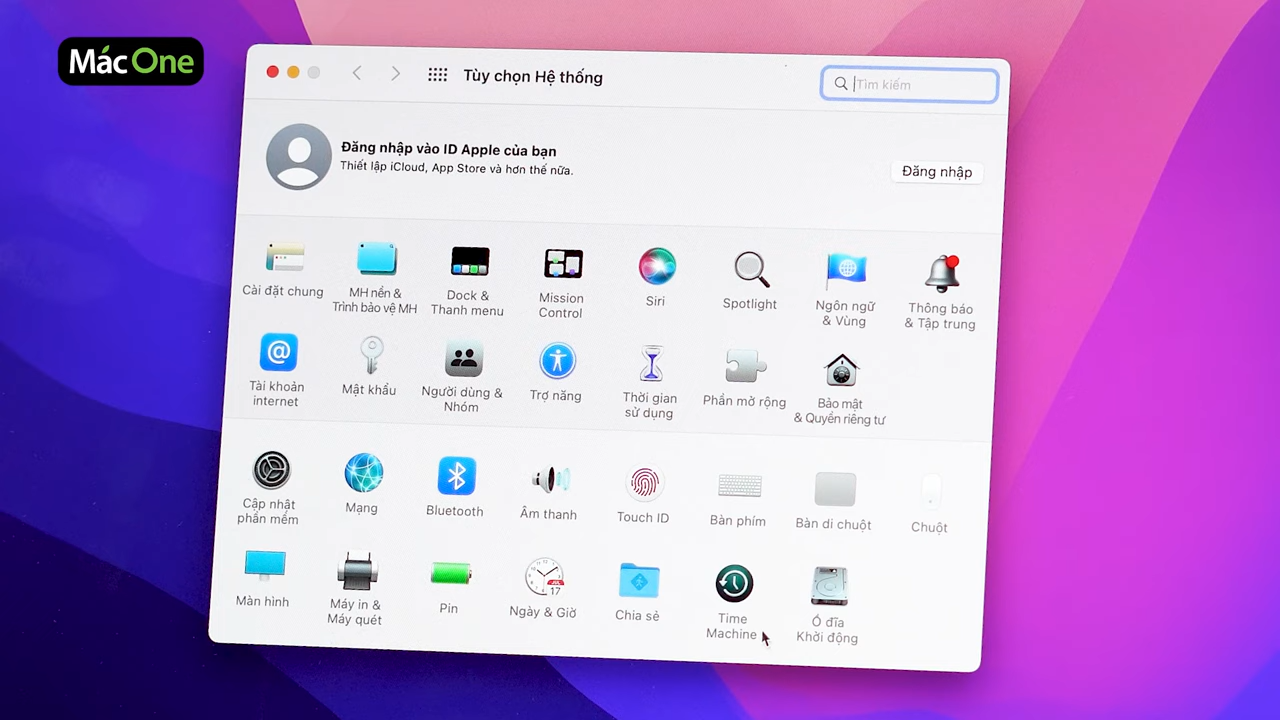 MácOne
Tùy chọn Hệ thống
Tìm kiếm
Đăng nhập vào ID Apple của bạn
Thiết lập iCloud, App Store và hơn thế nữa.
Đăng nhập
Cài đặt chung
MH nền &
Trình bảo vệ MH
Dock &
Thanh menu
Mission
Control
Siri
Spotlight
Ngôn ngữ
& Vùng
Thông báo
& Tập trung
Tài khoản
internet
Mật khẩu
Người dùng &
Nhóm
Trợ năng
Thời gian
sử dụng
Phần mở rộng
Bảo mật
& Quyền riêng tư
Cập nhật
phần mềm
Mạng
Bluetooth
Âm thanh
Touch ID
Bàn phím
Bàn di chuột
Chuột
Màn hình
Máy in &
Máy quét
Pin
JUL
17
Ngày & Giờ
Chia sẻ
Time
Machine
Ổ đĩa
Khởi động